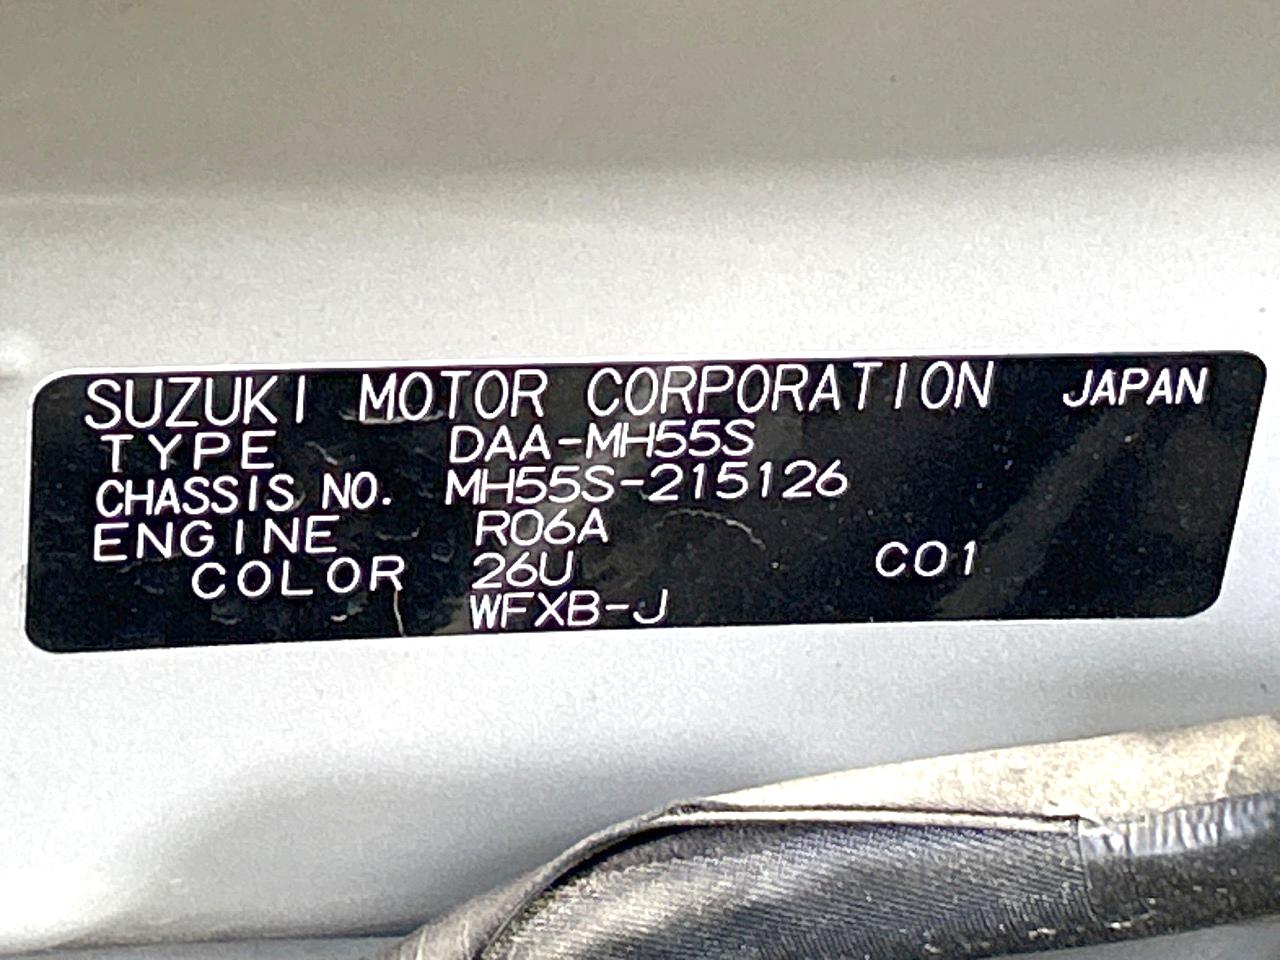 SUZUKI MOTOR CORPORATION JAPAN
TYPE DAA-MH55S
CHASSIS NO. MH55S-215126
ENGINE R06A
COLOR 26U C01
WFXB-J